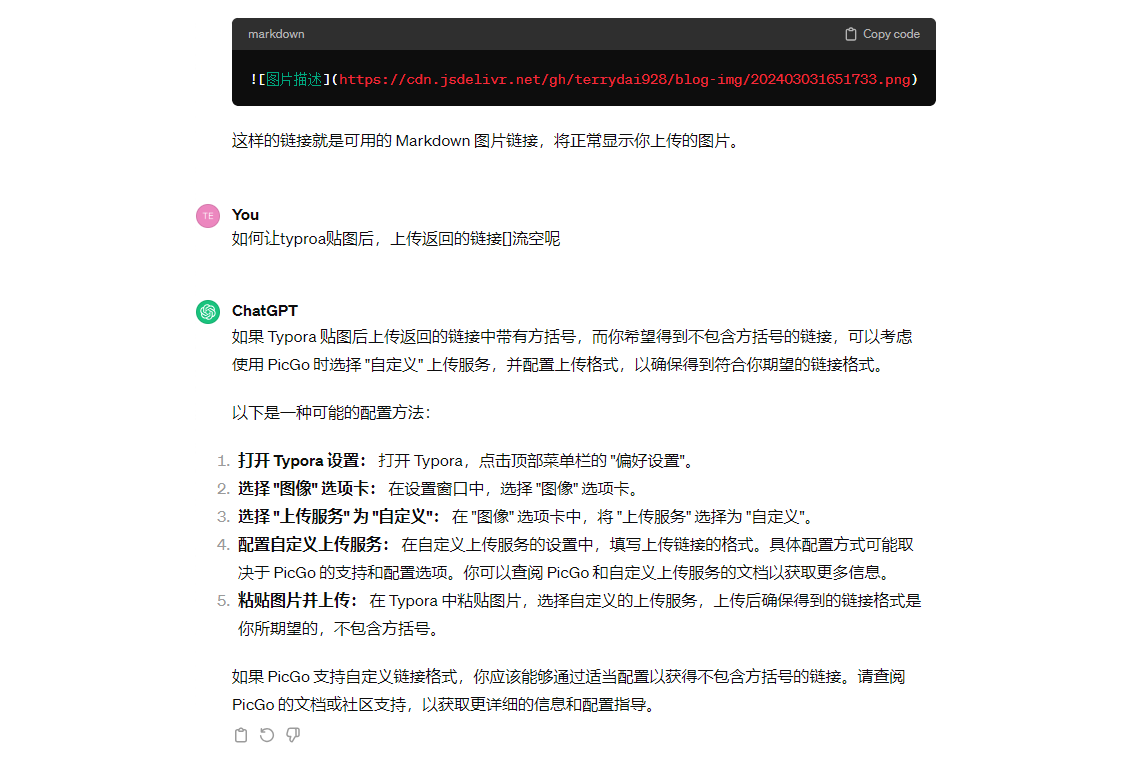 markdown
Copy code
![图片描述](https://cdn.jsdelivr.net/gh/terrydai928/blog-img/202403031651733.png)
这样的链接就是可用的 Markdown 图片链接，将正常显示你上传的图片。
TE
You
如何让typroa贴图后，上传返回的链接[]流空呢
ChatGPT
如果 Typora 贴图后上传返回的链接中带有方括号，而你希望得到不包含方括号的链接，可以考虑
使用 PicGo 时选择 "自定义" 上传服务，并配置上传格式，以确保得到符合你期望的链接格式。
以下是一种可能的配置方法：
1. 打开 Typora 设置： 打开 Typora，点击顶部菜单栏的 "偏好设置"。
2. 选择 "图像" 选项卡： 在设置窗口中，选择 "图像" 选项卡。
3. 选择 "上传服务" 为 "自定义"： 在 "图像" 选项卡中，将 "上传服务" 选择为 "自定义"。
4. 配置自定义上传服务： 在自定义上传服务的设置中，填写上传链接的格式。具体配置方式可能取
决于 PicGo 的支持和配置选项。你可以查阅 PicGo 和自定义上传服务的文档以获取更多信息。
5. 粘贴图片并上传： 在 Typora 中粘贴图片，选择自定义的上传服务，上传后确保得到的链接格式是
你所期望的，不包含方括号。
如果 PicGo 支持自定义链接格式，你应该能够通过适当配置以获得不包含方括号的链接。请查阅
PicGo 的文档或社区支持，以获取更详细的信息和配置指导。